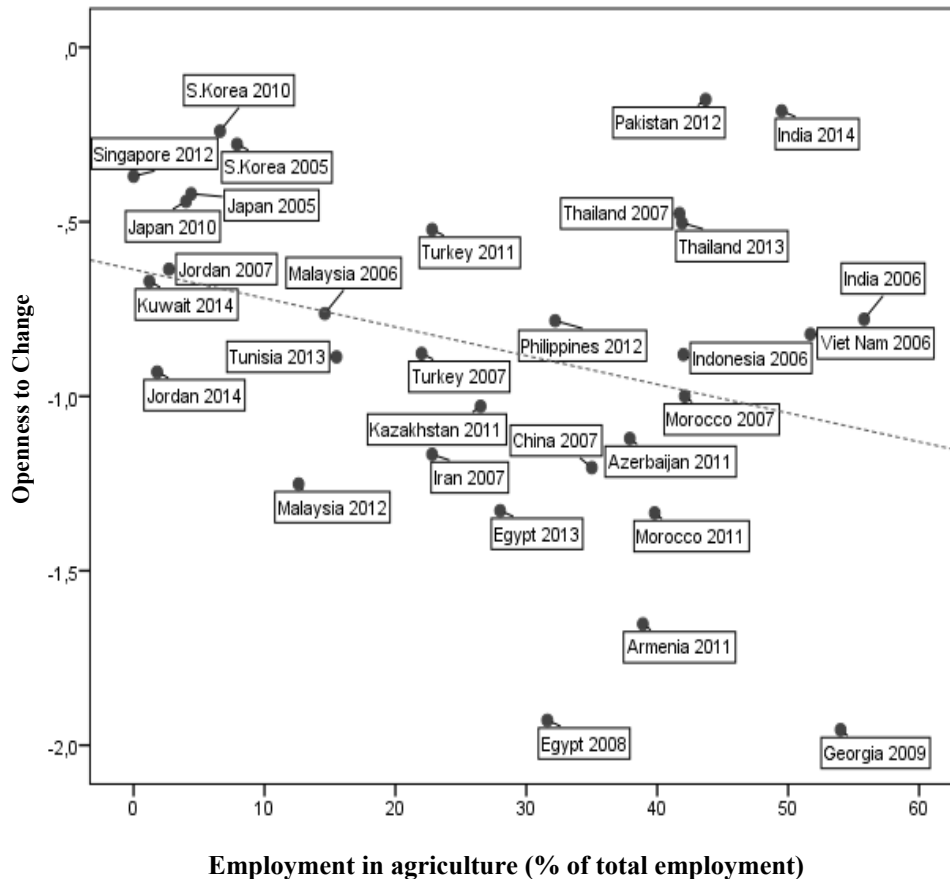 ,0
S.Korea 2010
Pakistan 2012
India 2014
Singapore 2012
S.Korea 2005
Japan 2005
Thailand 2007
Japan 2010
-,5
Turkey 2011
Thailand 2013
Jordan 2007
Malaysia 2006
India 2006
Kuwait 2014
Tunisia 2013
Philippines 2012
Indonesia 2006
Viet Nam 2006
Turkey 2007
Jordan 2014
-1,0
Morocco 2007
Kazakhstan 2011
China 2007
Azerbaijan 2011
Iran 2007
Malaysia 2012
Egypt 2013
Morocco 2011
-1,5
Armenia 2011
Egypt 2008
-2,0
Georgia 2009
Openness to Change
0 10 20 30 40 50 60
Employment in agriculture (% of total employment)